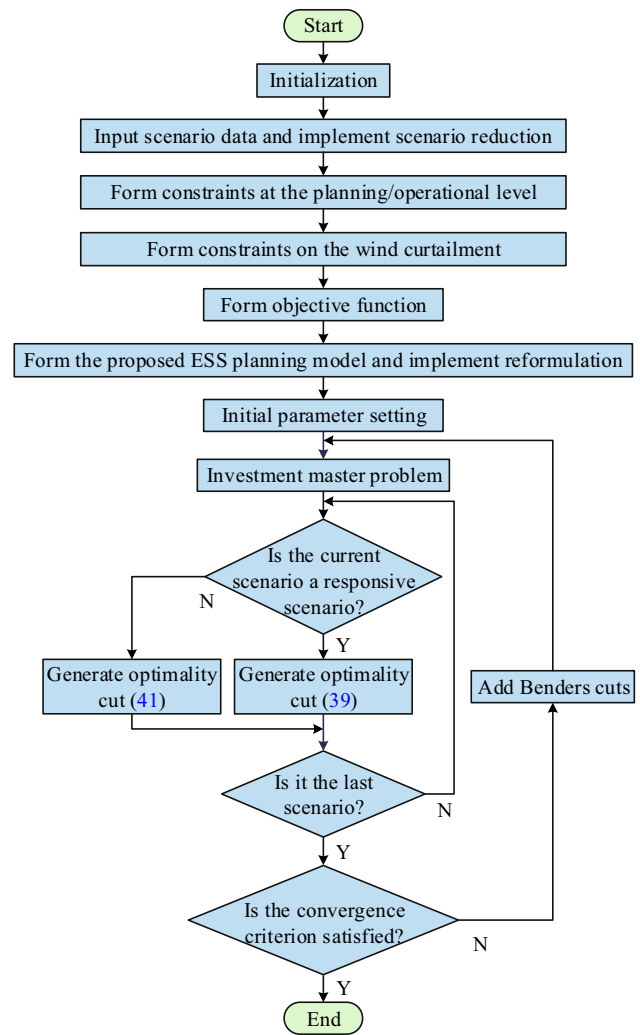 Start
Initialization
Input scenario data and implement scenario reduction
Form constraints at the planning/operational level
Form constraints on the wind curtailment
Form objective function
Form the proposed ESS planning model and implement reformulation
Initial parameter setting
Investment master problem
Is the current
scenario a responsive
scenario?
N
Y
Generate optimality
cut (41)
Generate optimality
cut (39)
Add Benders cuts
Is it the last
scenario?
N
Y
Is the convergence
criterion satisfied?
N
Y
End